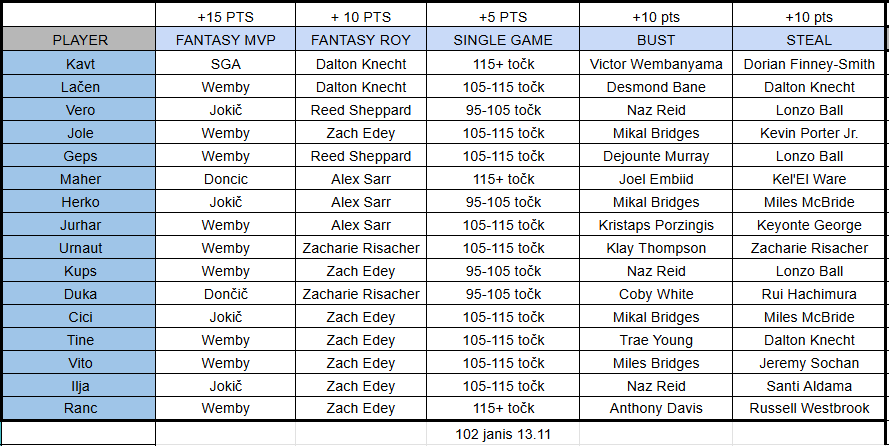 +15 PTS + 10 PTS +5 PTS +10 pts +10 pts
PLAYER FANTASY MVP FANTASY ROY SINGLE GAME BUST STEAL
Kavt SGA Dalton Knecht 115+ točk Victor Wembanyama Dorian Finney-Smith
Lačen Wemby Dalton Knecht 105-115 točk Desmond Bane Dalton Knecht
Vero Jokič Reed Sheppard 95-105 točk Naz Reid Lonzo Ball
Jole Wemby Zach Edey 105-115 točk Mikal Bridges Kevin Porter Jr.
Geps Wemby Reed Sheppard 105-115 točk Dejounte Murray Lonzo Ball
Maher Doncic Alex Sarr 115+ točk Joel Embiid Kel'El Ware
Herko Jokič Alex Sarr 95-105 točk Mikal Bridges Miles McBride
Jurhar Wemby Alex Sarr 105-115 točk Kristaps Porzingis Keyonte George
Urnaut Wemby Zacharie Risacher 105-115 točk Klay Thompson Zacharie Risacher
Kups Wemby Zach Edey 95-105 točk Naz Reid Lonzo Ball
Duka Dončič Zacharie Risacher 95-105 točk Coby White Rui Hachimura
Cici Jokič Zach Edey 105-115 točk Mikal Bridges Miles McBride
Tine Wemby Zach Edey 105-115 točk Trae Young Dalton Knecht
Vito Wemby Zach Edey 105-115 točk Miles Bridges Jeremy Sochan
Ilja Jokič Zach Edey 105-115 točk Naz Reid Santi Aldama
Ranc Wemby Zach Edey 115+ točk Anthony Davis Russell Westbrook
102 janis 13.11